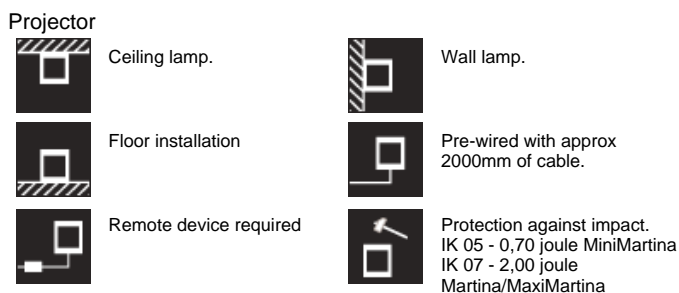 Projector
Ceiling lamp.
Wall lamp.
Floor installation
Pre-wired with approx
2000mm of cable.
Remote device required
Protection against impact.
IK 05 - 0,70 joule MiniMartina
IK 07 - 2,00 joule
Martina/MaxiMartina